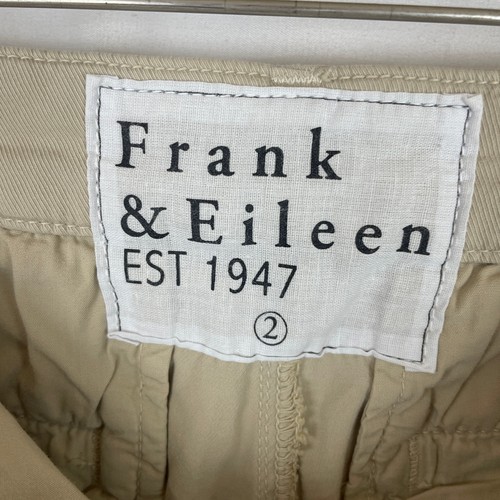 Frank
& Eileen
EST 1947
②